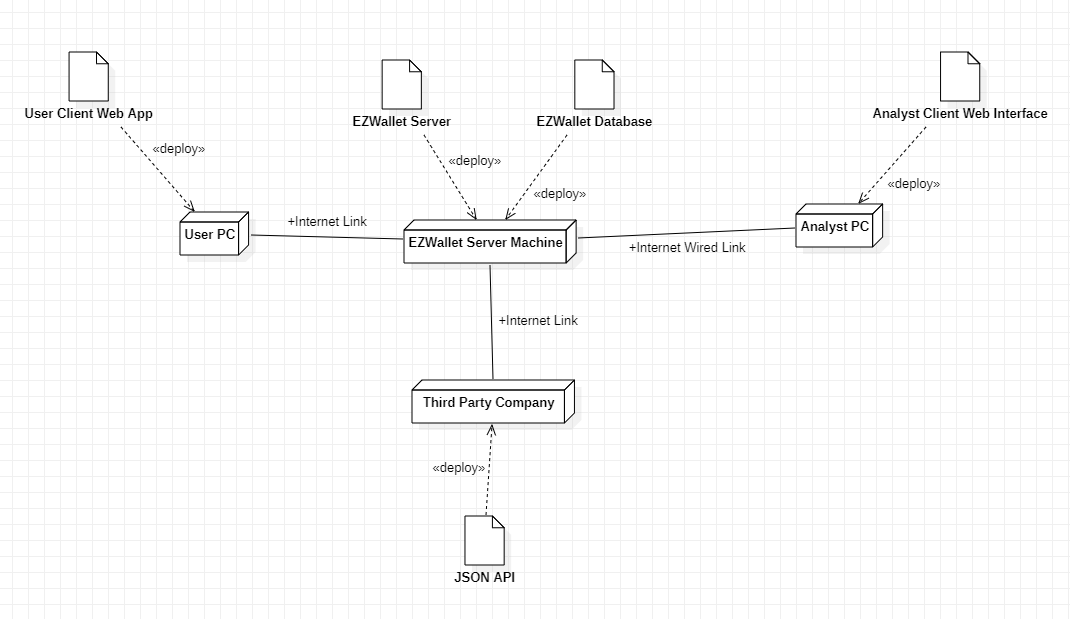 User Client Web App
EZWallet Server
EZWallet Database
Analyst Client Web Interface
«deploy»
«deploy»
«deploy»
«deploy»
User PC
+Internet Link
EZWallet Server Machine
+Internet Wired Link
Analyst PC
+Internet Link
Third Party Company
«deploy»
JSON API